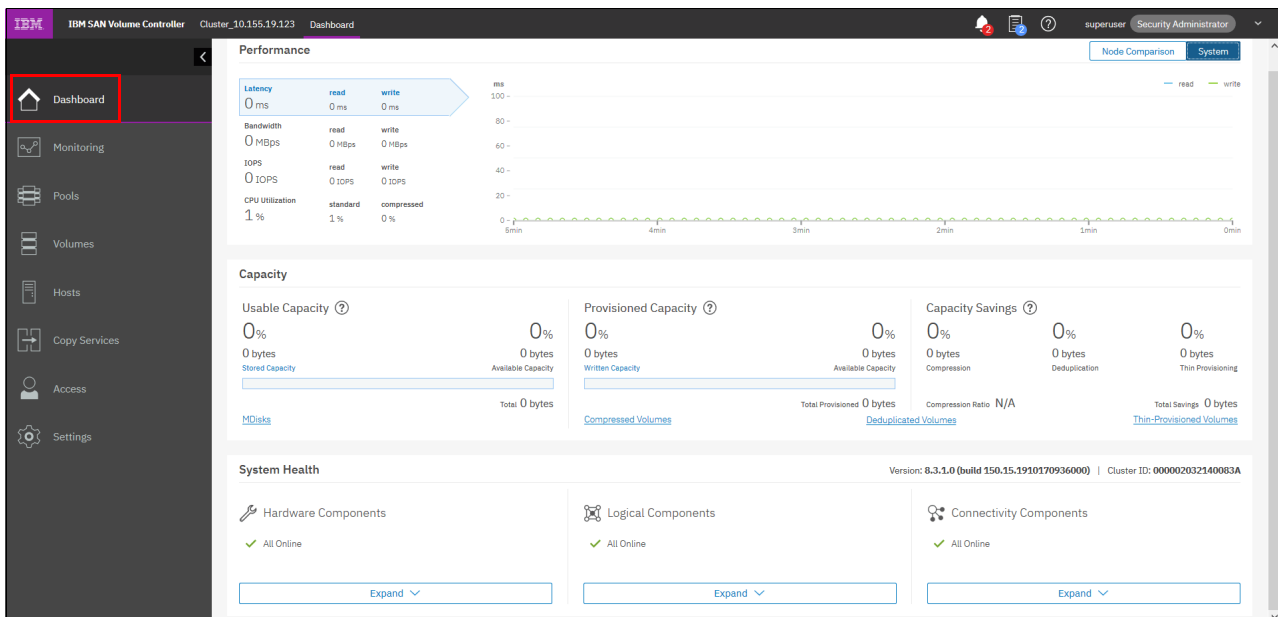 IBM IBM SAN Volume Controller Cluster_10.155.19.123 Dashboard 2 2 ? superuser Security Administrator
Dashboard
Monitoring
Pools
Volumes
Hosts
Copy Services
Access
Settings
Performance
Node Comparison System
Latency read write
0 ms 0 ms 0 ms
Bandwidth read write
0 MBps 0 MBps 0 MBps
IOPS read write
0 IOPS 0 IOPS 0 IOPS
CPU Utilization standard compressed
1 % 1 % 0 %
ms read write
100
80
60
40
20
0
5min 4min 3min 2min 1min 0min
Capacity
Usable Capacity ?
0% 0%
0 bytes 0 bytes
Stored Capacity Available Capacity
Total 0 bytes
MDisks
Provisioned Capacity ?
0% 0%
0 bytes 0 bytes
Written Capacity Available Capacity
Total Provisioned 0 bytes
Compressed Volumes Deduplicated Volumes
Capacity Savings ?
0% 0% 0%
0 bytes 0 bytes 0 bytes
Compression Deduplication Thin Provisioning
Compression Ratio N/A Total Savings 0 bytes
Thin-Provisioned Volumes
System Health Version: 8.3.1.0 (build 150.15.1910170936000) | Cluster ID: 000002032140083A
Hardware Components
All Online
Expand
Logical Components
All Online
Expand
Connectivity Components
All Online
Expand